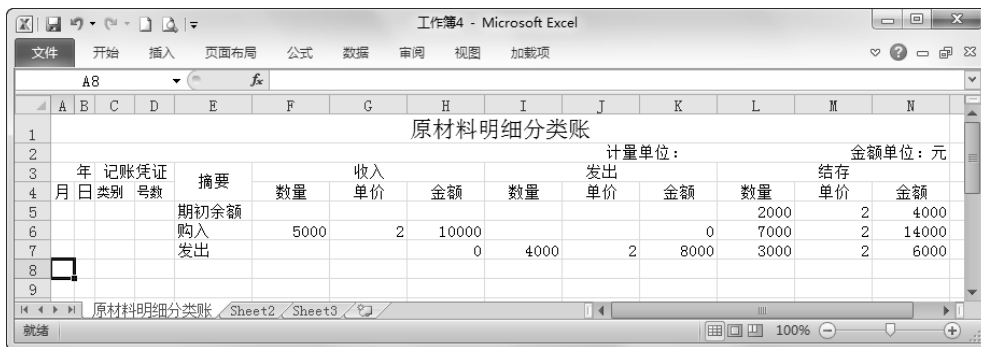 工作簿4 - Microsoft Excel
文件 开始 插入 页面布局 公式 数据 审阅 视图 加载项
A8 fx
A B C D E F G H I J K L M N
1 原材料明细分类账
2 计量单位： 金额单位：元
3 年 记账凭证 摘要 收入 发出 结存
4 月 日 类别 号数 数量 单价 金额 数量 单价 金额 数量 单价 金额
5 期初余额 2000 2 4000
6 购入 5000 2 10000 0 7000 2 14000
7 发出 0 4000 2 8000 3000 2 6000
8
9
原材料明细分类账 Sheet2 Sheet3
就绪 100%